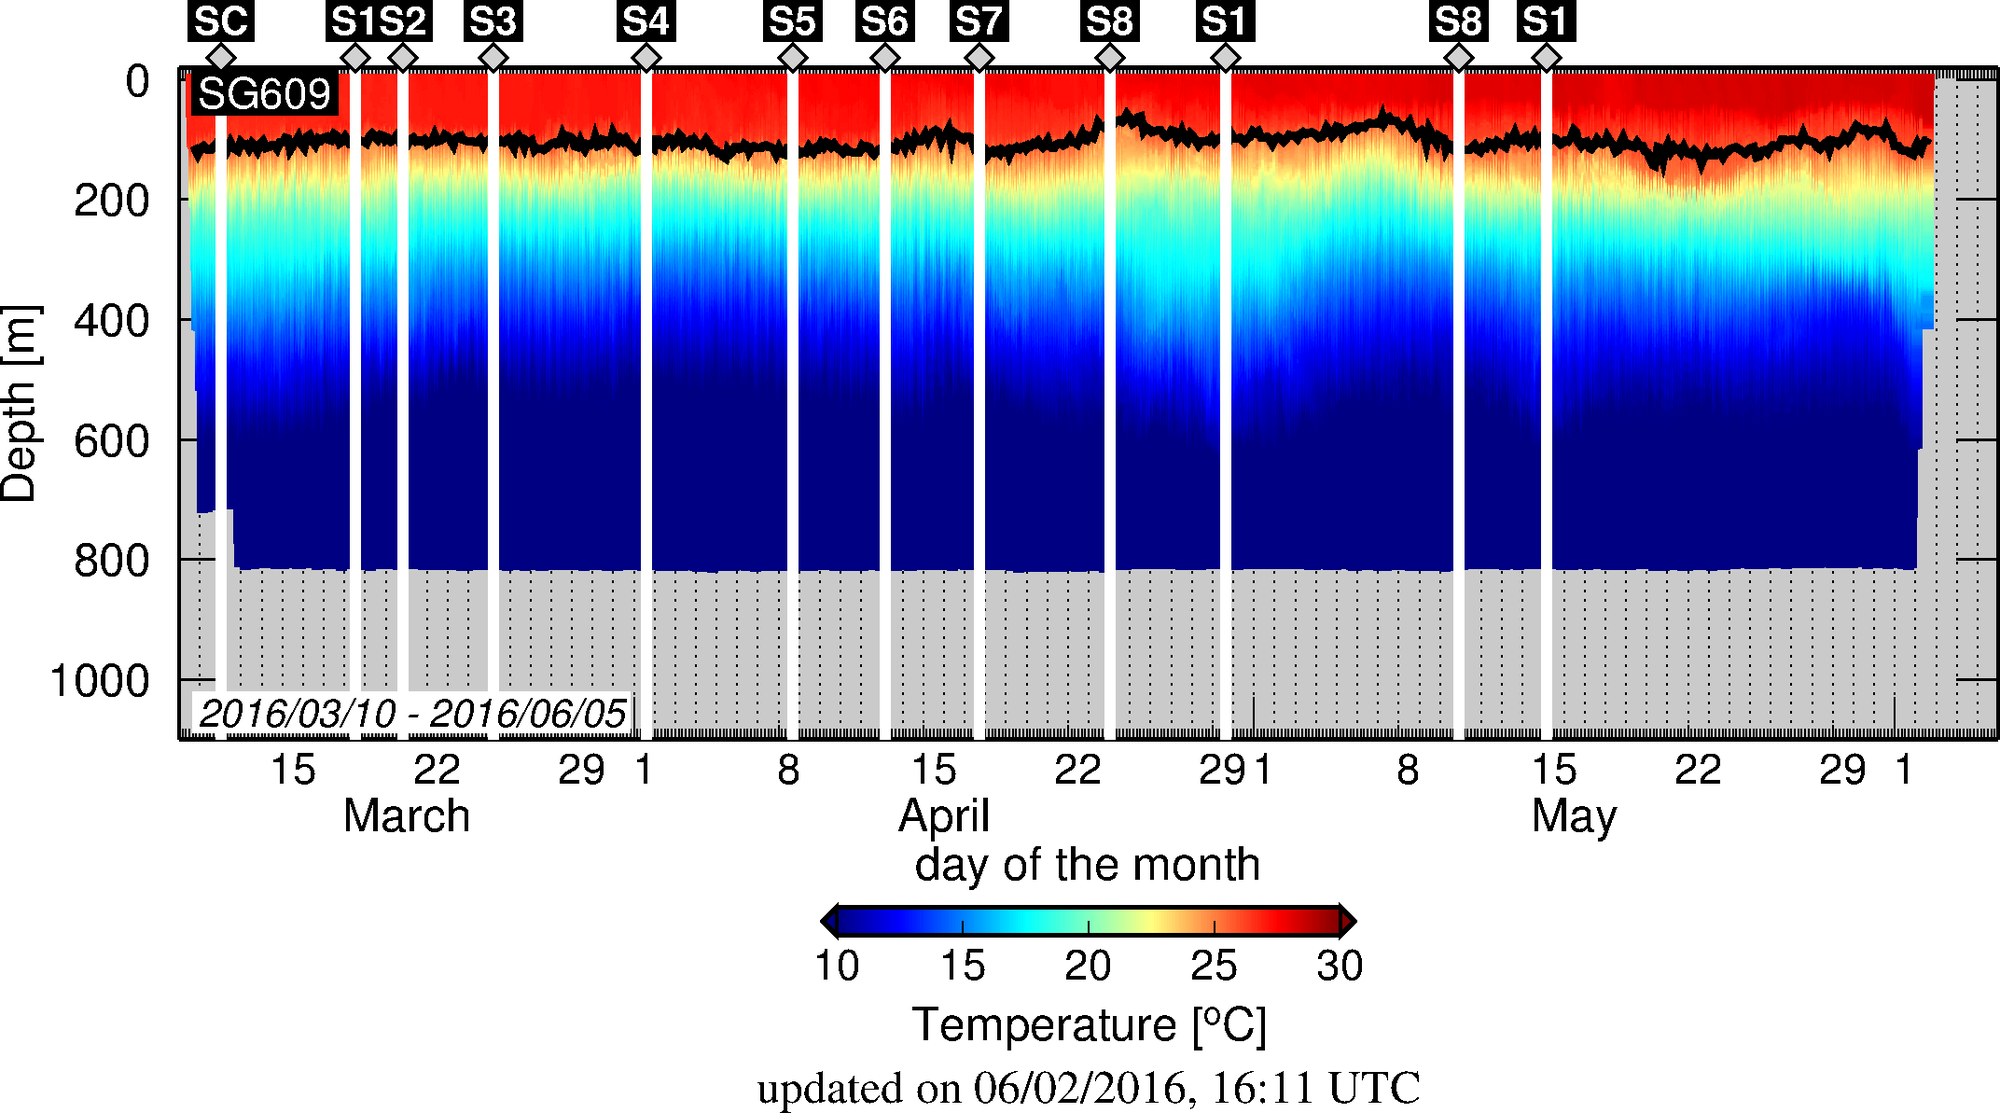 SC S1 S2 S3 S4 S5 S6 S7 S8 S1 S8 S1
SG609
0
200
400
600
800
1000
Depth [m]
2016/03/10 - 2016/06/05
15 22 29 1 8 15 22 29 1 8 15 22 29 1
March April May
day of the month
10 15 20 25 30
Temperature [ºC]
updated on 06/02/2016, 16:11 UTC